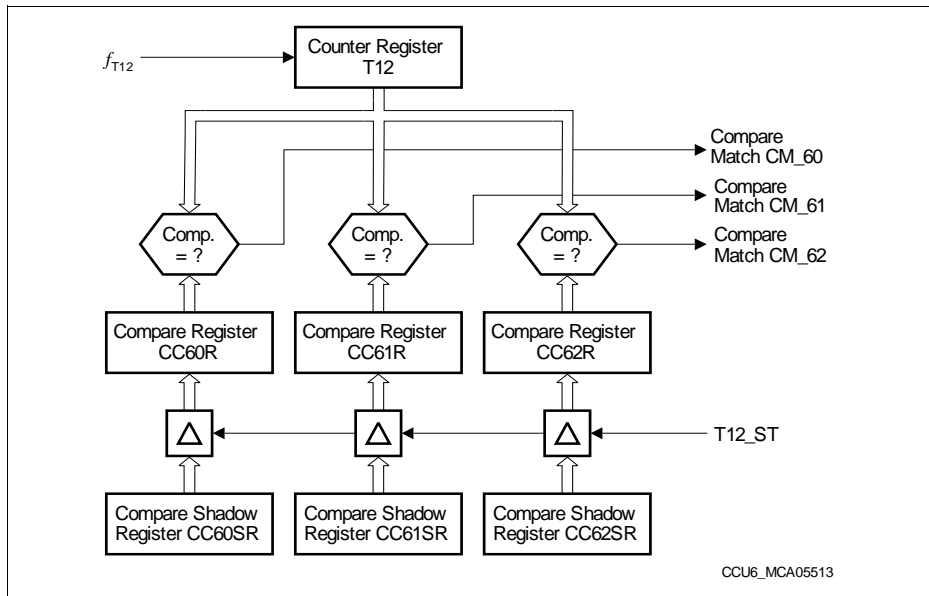 Counter Register
T12
f_T12
Compare
Match CM_60
Compare
Match CM_61
Compare
Match CM_62
Comp.
= ?
Comp.
= ?
Comp.
= ?
Compare Register
CC60R
Compare Register
CC61R
Compare Register
CC62R
Δ
Δ
Δ
T12_ST
Compare Shadow
Register CC60SR
Compare Shadow
Register CC61SR
Compare Shadow
Register CC62SR
CCU6_MCA05513